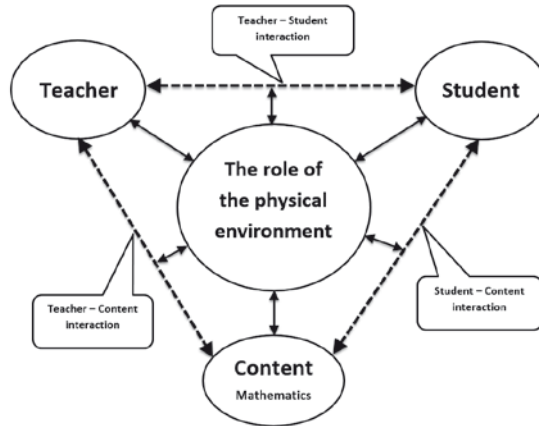 Teacher – Student
interaction
Teacher
Student
The role of
the physical
environment
Teacher – Content
interaction
Student – Content
interaction
Content
Mathematics